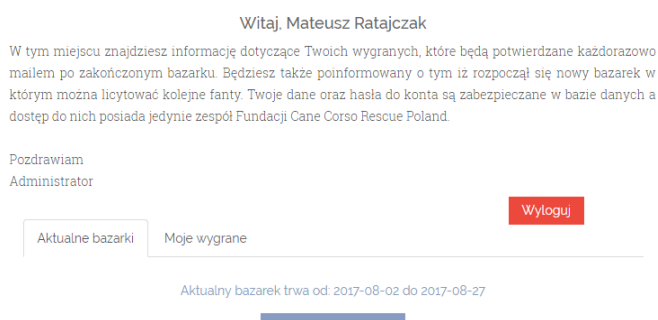 Witaj, Mateusz Ratajczak
W tym miejscu znajdziesz informację dotyczące Twoich wygranych, które będą potwierdzane każdorazowo
mailem po zakończonym bazarku. Będziesz także poinformowany o tym iż rozpoczął się nowy bazarek w
którym można licytować kolejne fanty. Twoje dane oraz hasła do konta są zabezpieczane w bazie danych a
dostęp do nich posiada jedynie zespół Fundacji Cane Corso Rescue Poland.
Pozdrawiam
Administrator
Wyloguj
Aktualne bazarki Moje wygrane
Aktualny bazarek trwa od: 2017-08-02 do 2017-08-27